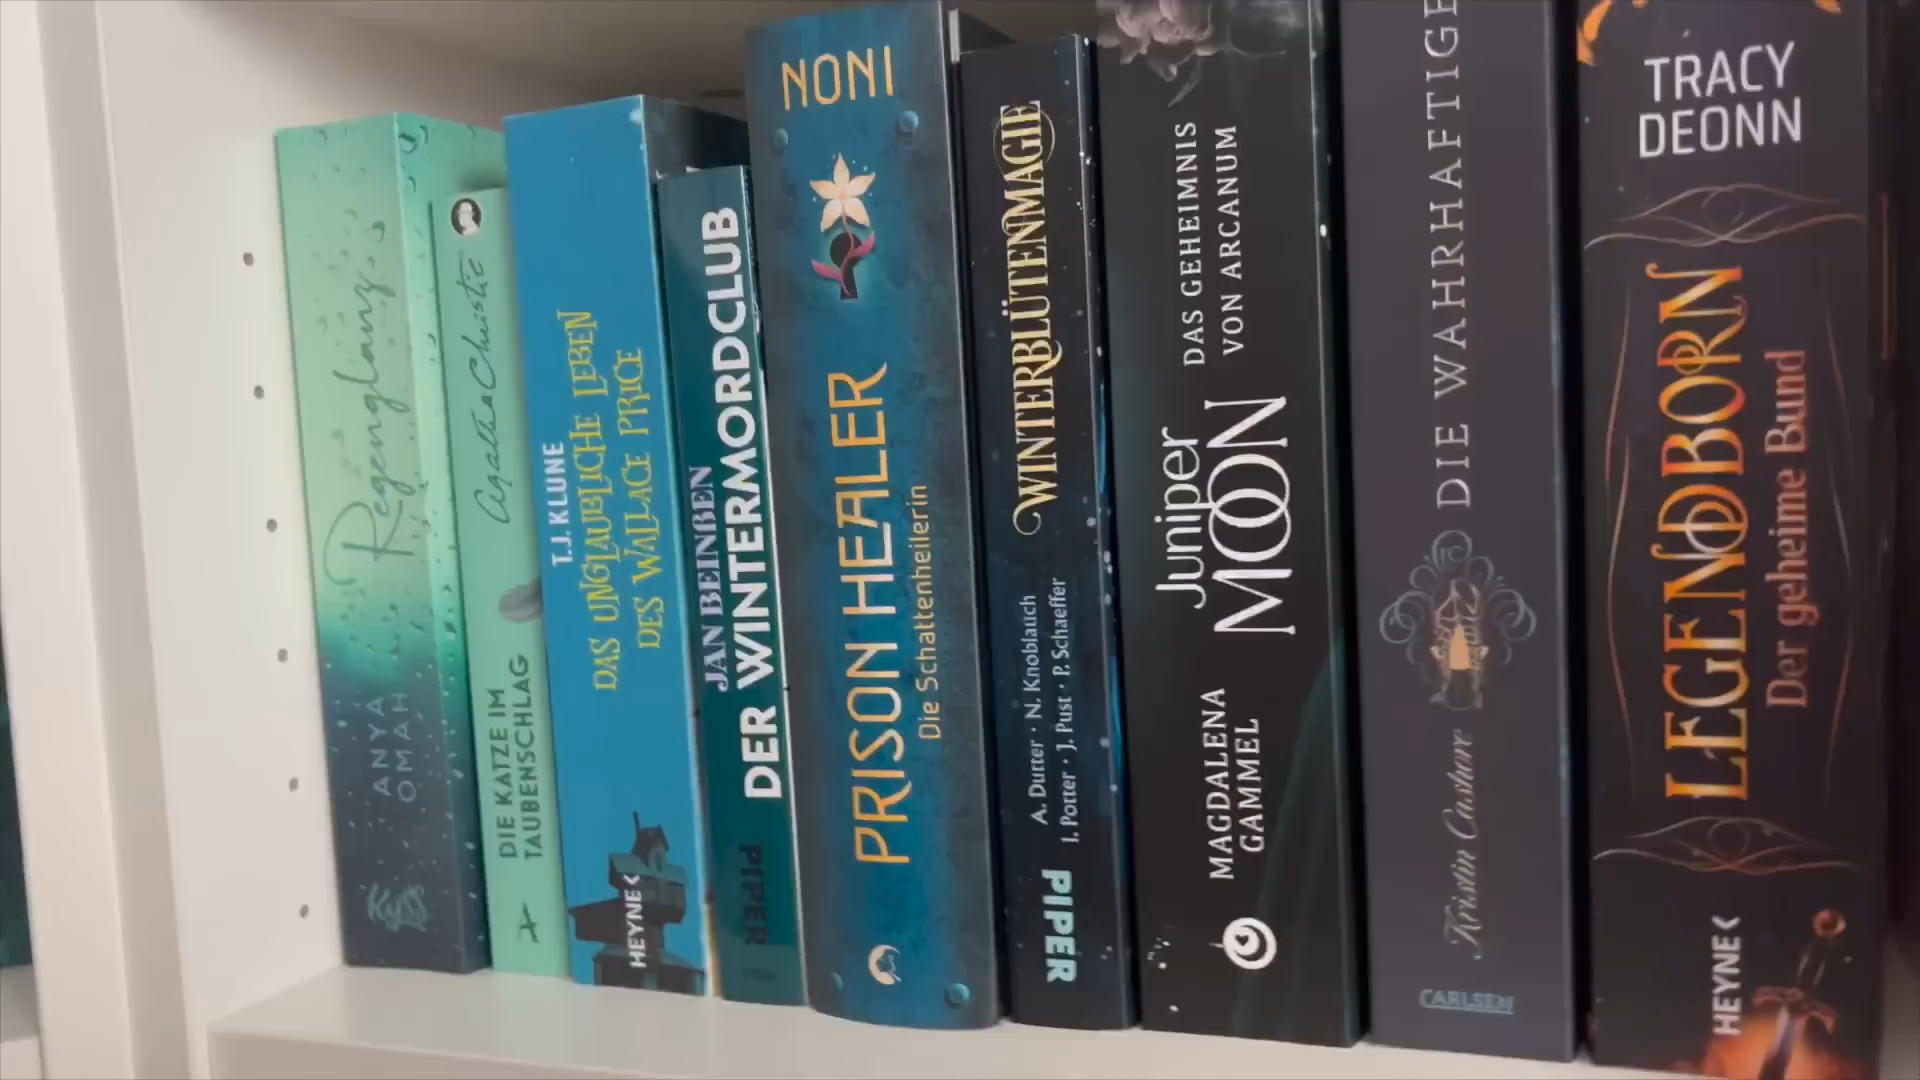 Regenglanz
ANYA
OMAH
Kyss
Agatha Christie
DIE KATZE IM
TAUBENSCHLAG
T.J. KLUNE
DAS UNGLAUBLICHE LEBEN
DES WALLACE PRICE
HEYNE
JAN BEINßEN
DER WINTERMORDCLUB
PIPER
NONI
PRISON HEALER
Die Schattenheilerin
WINTERBLÜTENMAGIE
A. Dutter · N. Knoblauch
I. Potter · J. Pust · P. Schaeffer
PIPER
DAS GEHEIMNIS
VON ARCANUM
Juniper
MOON
MAGDALENA
GAMMEL
DIE WAHRHAFTIGE
Kristin Cashore
CARLSEN
TRACY
DEONN
LEGENDBORN
Der geheime Bund
HEYNE